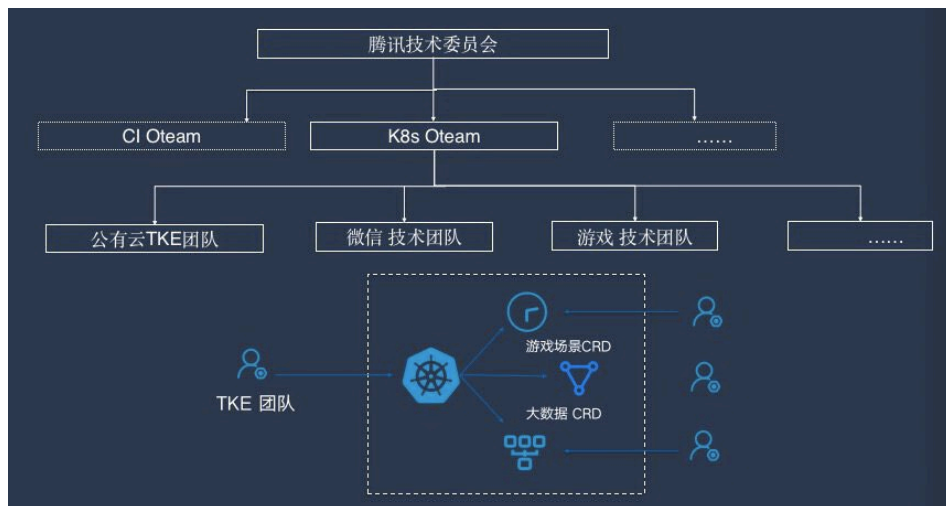 腾讯技术委员会
CI Oteam
K8s Oteam
……
公有云TKE团队
微信 技术团队
游戏 技术团队
……
游戏场景CRD
TKE 团队
大数据 CRD